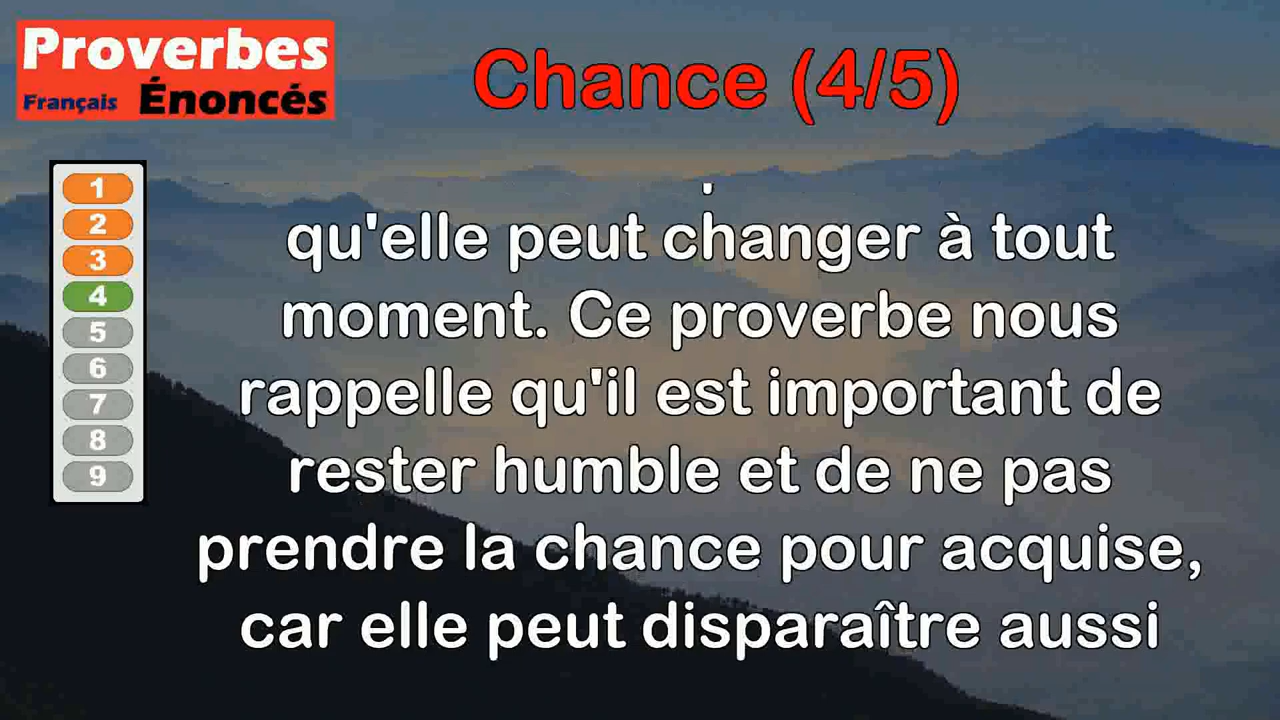 Proverbes
Français Énoncés
Chance (4/5)
1
2
3
4
5
6
7
8
9
qu'elle peut changer à tout
moment. Ce proverbe nous
rappelle qu'il est important de
rester humble et de ne pas
prendre la chance pour acquise,
car elle peut disparaître aussi